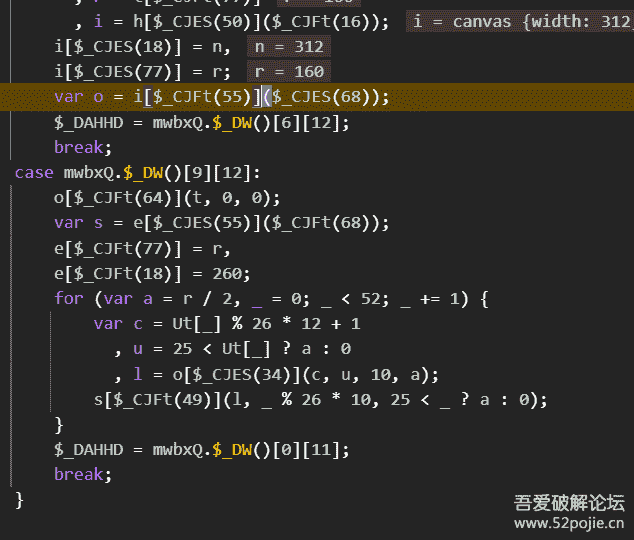 , i = h[$_CJES(50)]($_CJFt(16)); i = canvas {width: 312,
i[$_CJES(18)] = n, n = 312
i[$_CJES(77)] = r; r = 160
var o = i[$_CJFt(55)]($_CJES(68));
$_DAHHD = mwbxQ.$_DW()[6][12];
break;
case mwbxQ.$_DW()[9][12]:
o[$_CJFt(64)](t, 0, 0);
var s = e[$_CJES(55)]($_CJFt(68));
e[$_CJFt(77)] = r,
e[$_CJFt(18)] = 260;
for (var a = r / 2, _ = 0; _ < 52; _ += 1) {
var c = Ut[_] % 26 * 12 + 1
, u = 25 < Ut[_] ? a : 0
, l = o[$_CJES(34)](c, u, 10, a);
s[$_CJFt(49)](l, _ % 26 * 10, 25 < _ ? a : 0);
}
$_DAHHD = mwbxQ.$_DW()[0][11];
break;
}
吾爱破解论坛
www.52pojie.cn